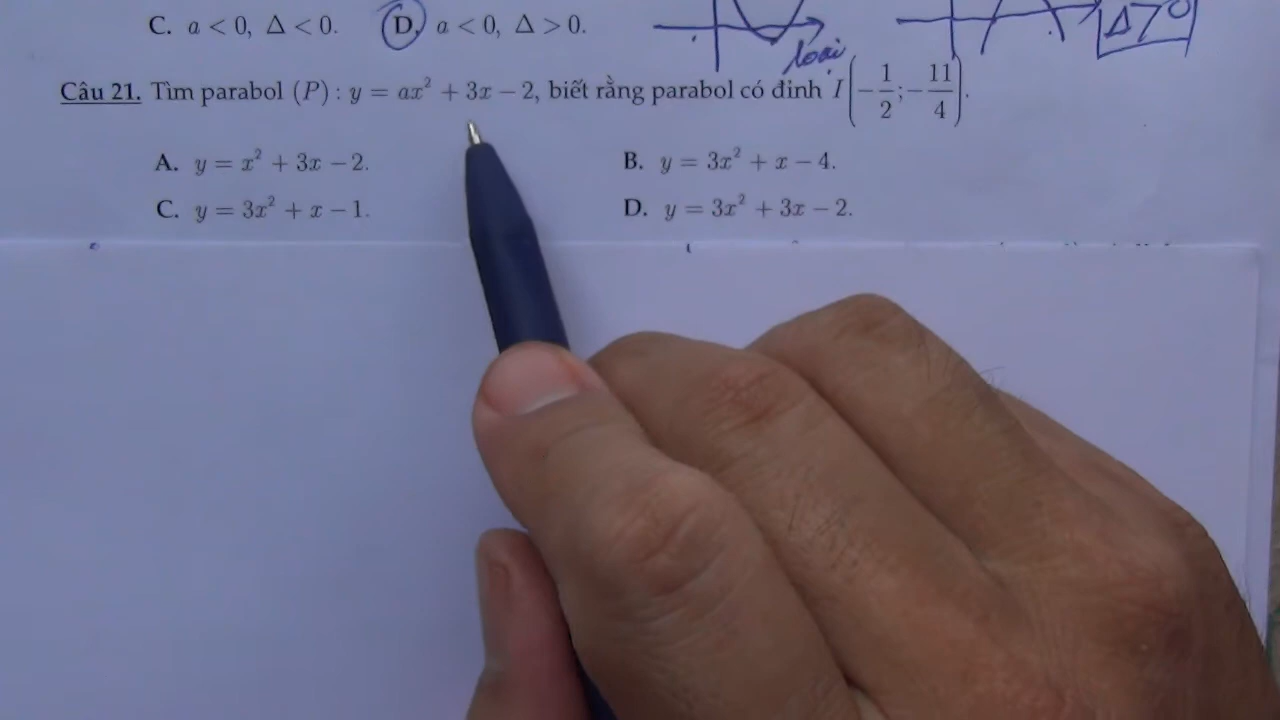 C. a < 0, Δ < 0. D. a < 0, Δ > 0.
loại
Δ > 0
Câu 21. Tìm parabol (P) : y = ax² + 3x − 2, biết rằng parabol có đỉnh I(−1/2; −11/4).
A. y = x² + 3x − 2. B. y = 3x² + x − 4.
C. y = 3x² + x − 1. D. y = 3x² + 3x − 2.